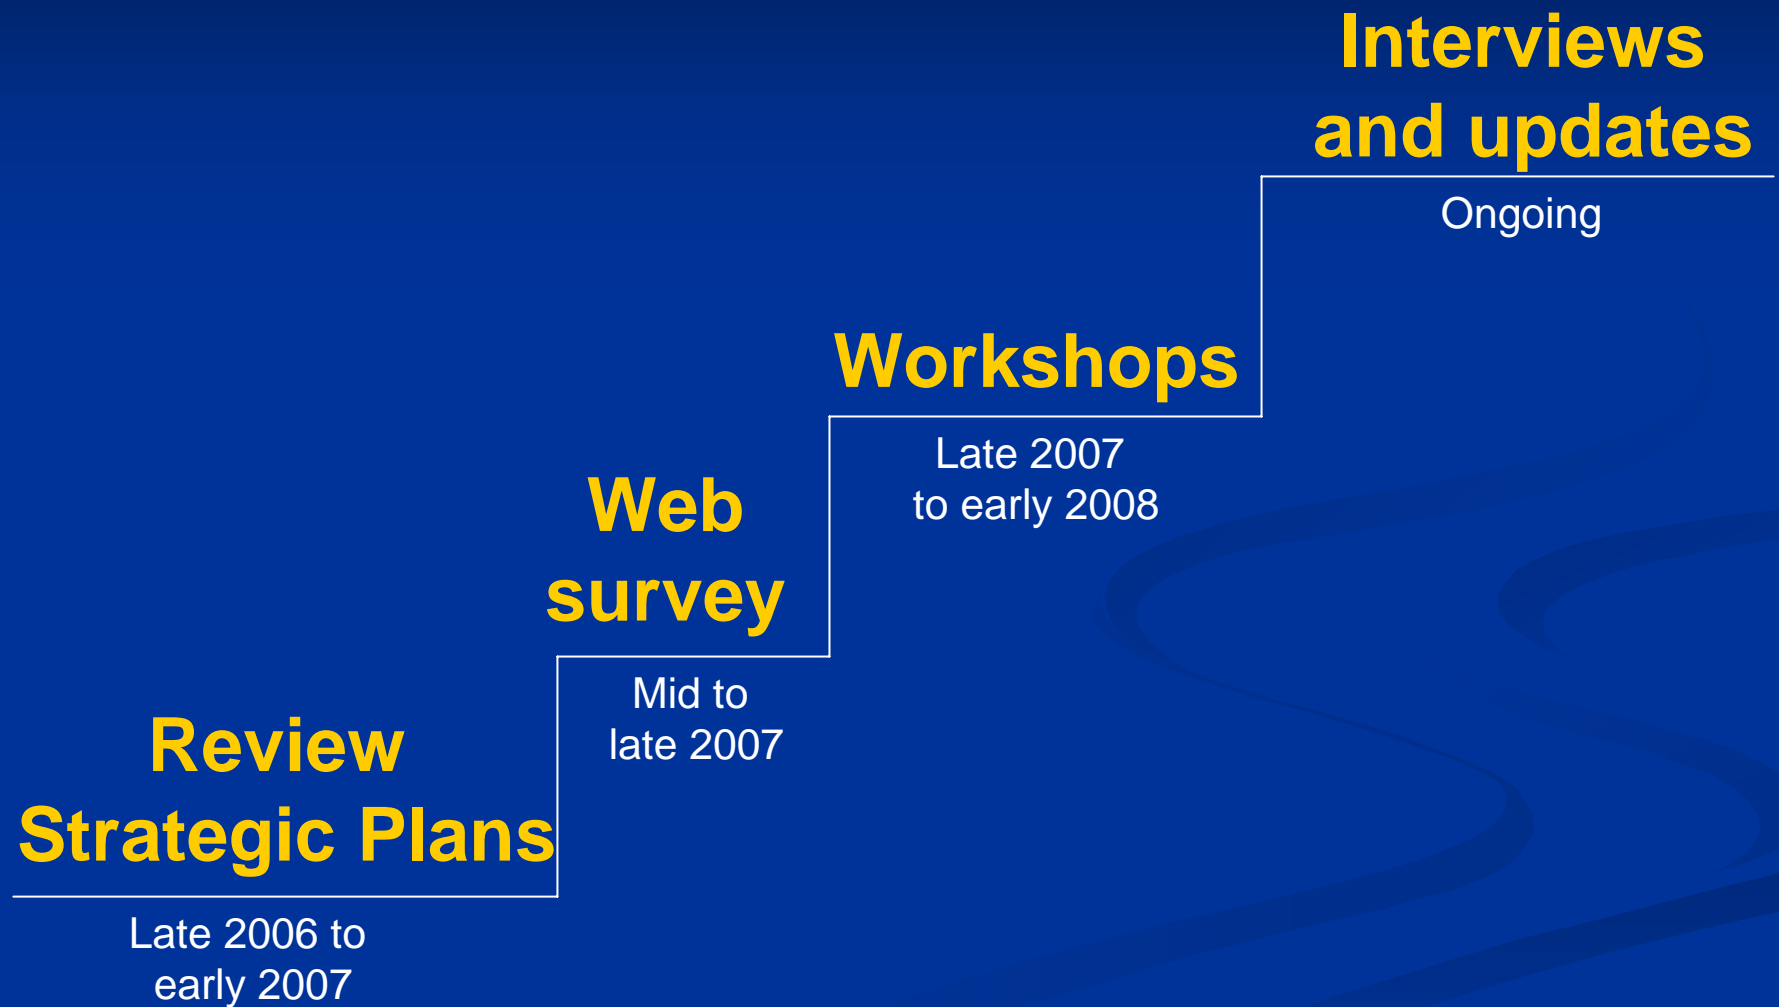 Interviews
and updates
Ongoing
Workshops
Late 2007
to early 2008
Web
survey
Mid to
late 2007
Review
Strategic Plans
Late 2006 to
early 2007